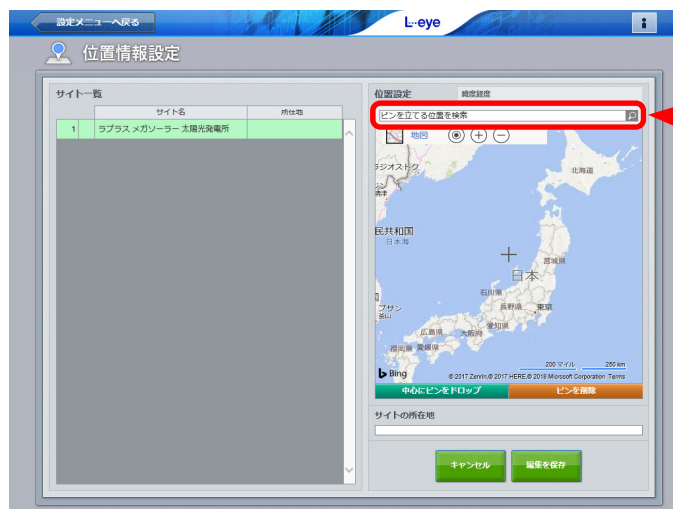 設定メニューへ戻る
L·eye
i
位置情報設定
サイト一覧
サイト名 所在地
1 ラプラス メガソーラー 太陽光発電所
位置設定 緯度経度
ピンを立てる位置を検索
地図
ラジオストク
北海道
清津
民共和国
日本海
宮城県
日本
石川県
プサン
長野県 東京
釜山
愛知県
広島県 大阪府
福岡県 愛媛県
200 マイル 250 km
Bing
© 2017 Zenrin,© 2017 HERE,© 2018 Microsoft Corporation Terms
中心にピンをドロップ ピンを削除
サイトの所在地
キャンセル 編集を保存